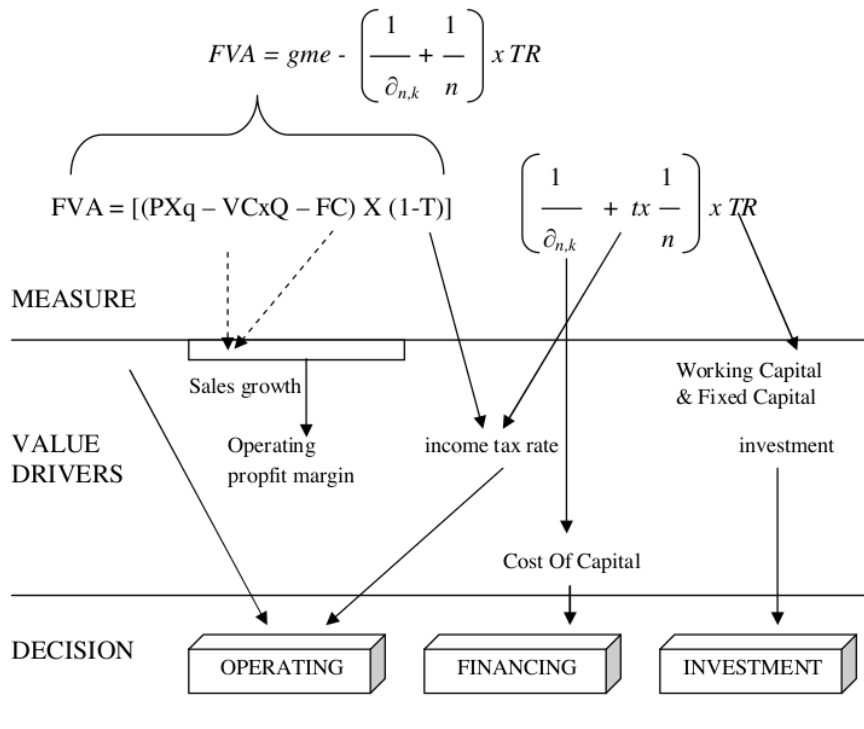 FVA = gme - ( 1/∂n,k + 1/n ) x TR
FVA = [(PXq – VCxQ – FC) X (1-T)] ( 1/∂n,k + tx 1/n ) x TR
MEASURE
Working Capital
& Fixed Capital
Sales growth
VALUE
DRIVERS
Operating
propfit margin
income tax rate
investment
Cost Of Capital
DECISION
OPERATING
FINANCING
INVESTMENT